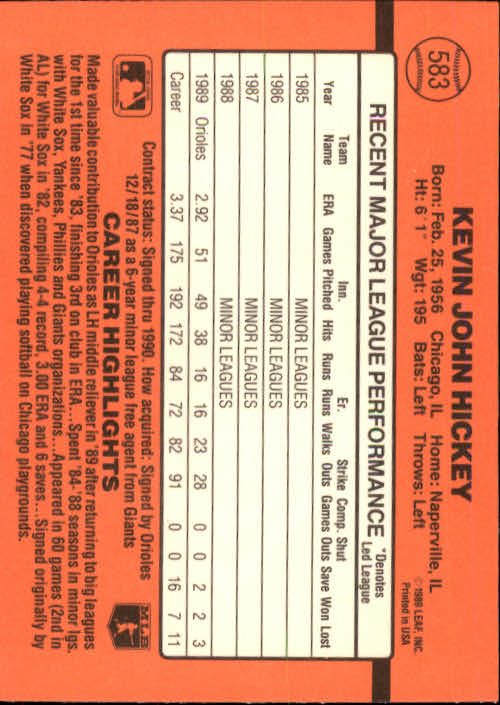 583
KEVIN JOHN HICKEY
Born: Feb. 25, 1956 Chicago, IL Home: Naperville, IL
Ht: 6' 1" Wgt: 195 Bats: Left Throws: Left
©1989 LEAF, INC.
Printed in USA
RECENT MAJOR LEAGUE PERFORMANCE *Denotes Led League
Team Inn. Er. Strike Comp. Shut
Year Name ERA Games Pitched Hits Runs Runs Walks Outs Games Outs Save Won Lost
1985 MINOR LEAGUES
1986 MINOR LEAGUES
1987 MINOR LEAGUES
1988 MINOR LEAGUES
1989 Orioles 2.92 51 49 38 16 16 23 28 0 0 2 2 3
Career 3.37 175 192 172 84 72 82 91 0 0 16 7 11
Contract status: Signed thru 1990. How acquired: Signed by Orioles
12/18/87 as a 6-year minor league free agent from Giants
CAREER HIGHLIGHTS
MLB
Made valuable contribution to Orioles as LH middle reliever in '89 after returning to big leagues
for the 1st time since '83, finishing 3rd on club in ERA...Spent '84-'88 seasons in minor lgs.
with White Sox, Yankees, Phillies and Giants organizations...Appeared in 60 games (2nd in
AL) for White Sox in '82, compiling 4-4 record, 3.00 ERA and 6 saves...Signed originally by
White Sox in '77 when discovered playing softball on Chicago playgrounds.